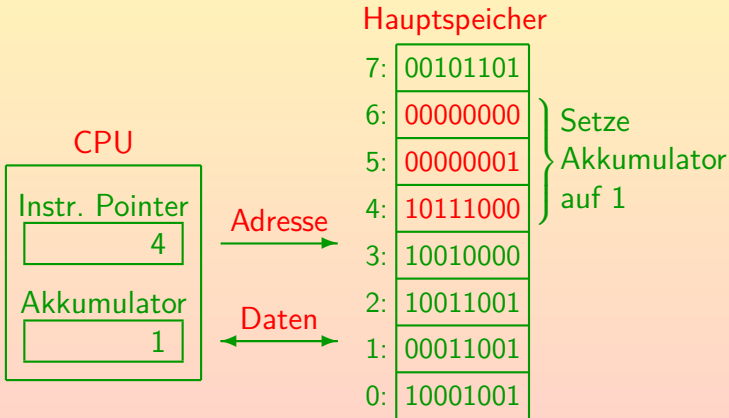 Hauptspeicher
7: 00101101
6: 00000000
5: 00000001
4: 10111000
3: 10010000
2: 10011001
1: 00011001
0: 10001001
Setze
Akkumulator
auf 1
CPU
Instr. Pointer
4
Akkumulator
1
Adresse
Daten